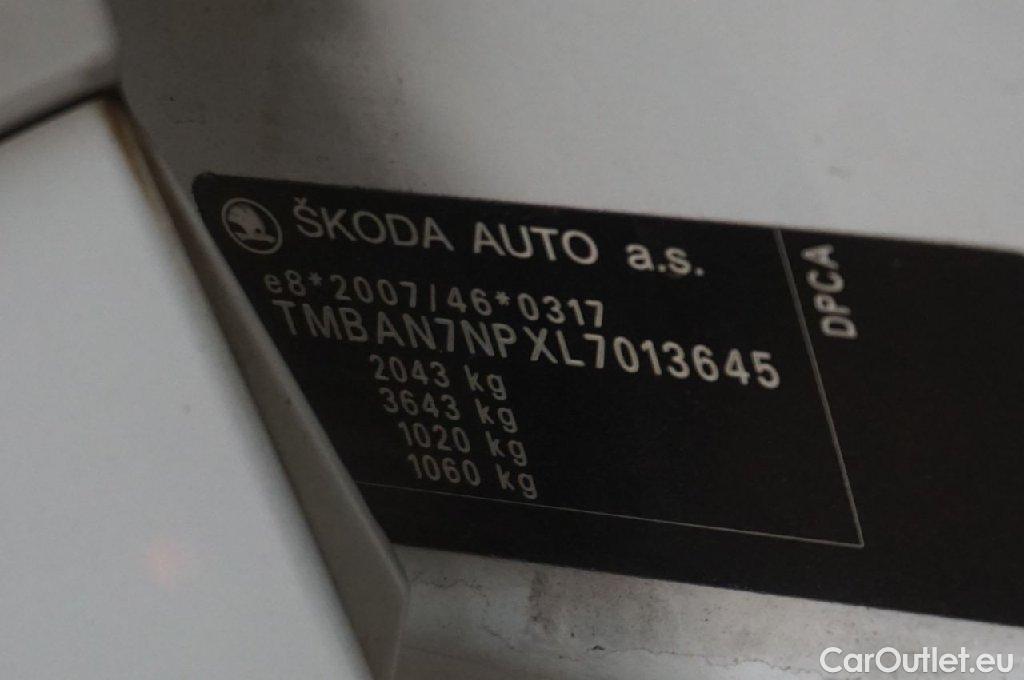 ŠKODA AUTO a.s.
e8*2007/46*0317
TMBAN7NPXL7013645
2043 kg
3643 kg
1020 kg
1060 kg
DPCA
CarOutlet.eu